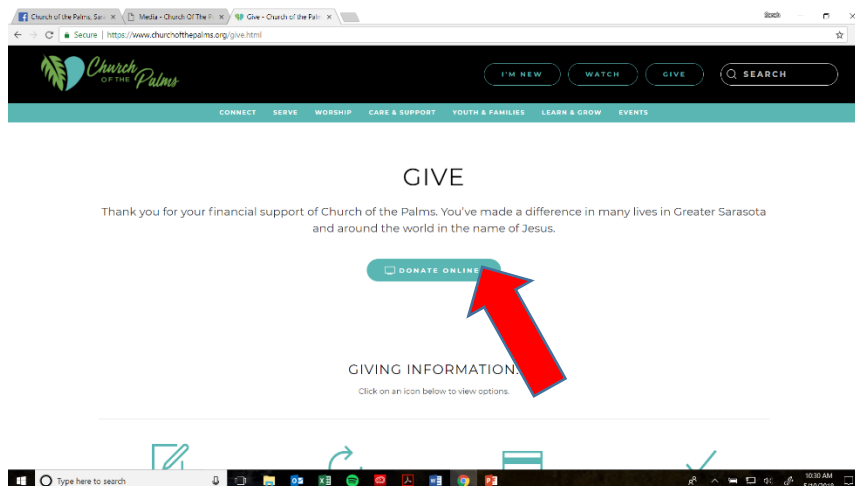 Church of the Palms, Sara
Media - Church Of The P
Give - Church of the Palm
Secure | https://www.churchofthepalms.org/give.html
Church
OF THE Palms
I'M NEW WATCH GIVE SEARCH
CONNECT SERVE WORSHIP CARE & SUPPORT YOUTH & FAMILIES LEARN & GROW EVENTS
GIVE
Thank you for your financial support of Church of the Palms. You've made a difference in many lives in Greater Sarasota
and around the world in the name of Jesus.
DONATE ONLINE
GIVING INFORMATION
Click on an icon below to view options.
Type here to search
10:30 AM